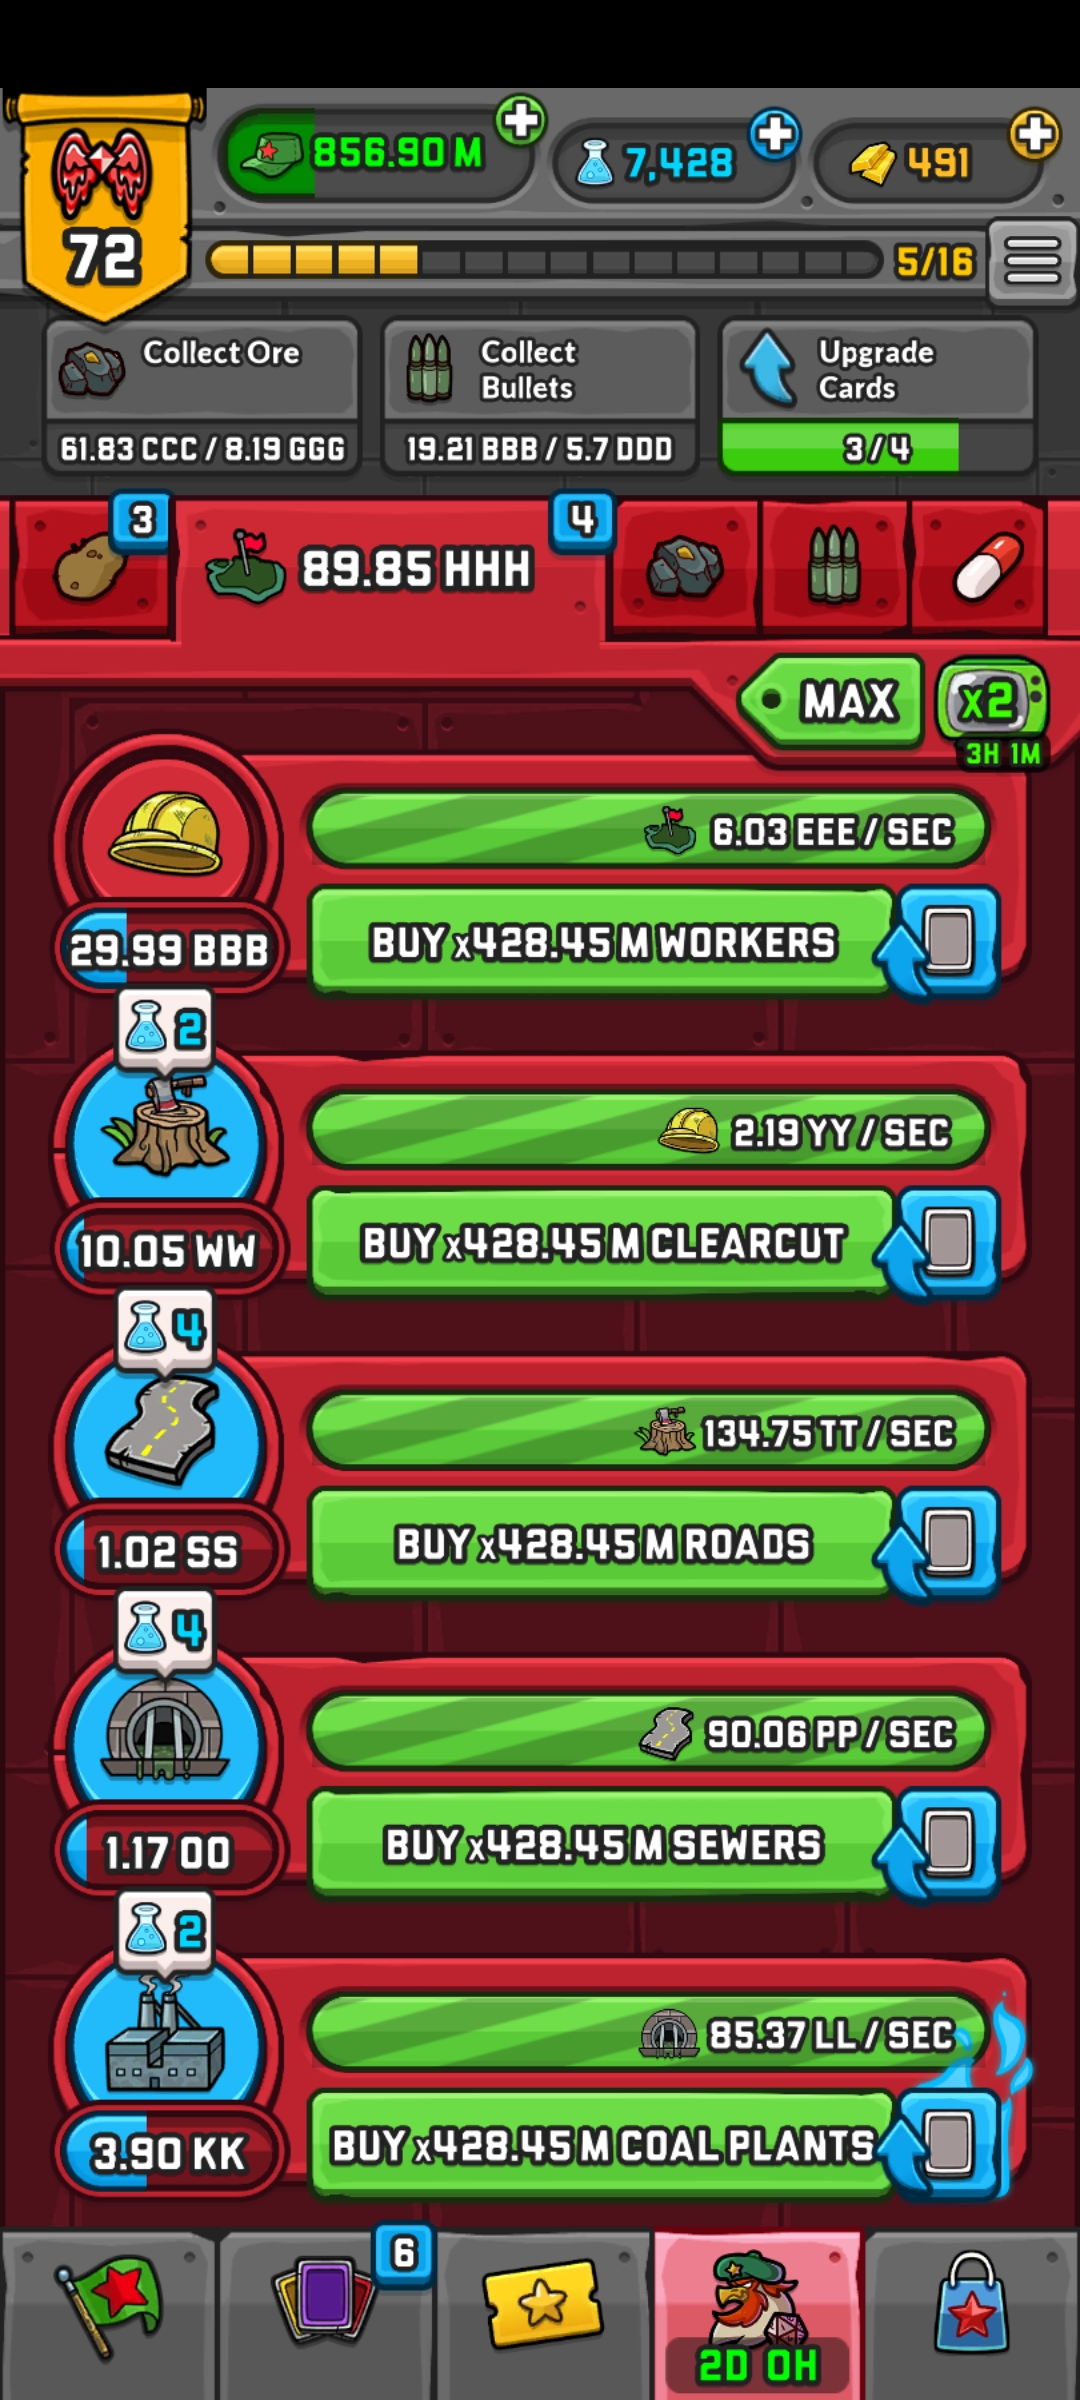 856.90 M
7,428
491
72
5/16
Collect Ore
61.83 CCC / 8.19 GGG
Collect
Bullets
19.21 BBB / 5.7 DDD
Upgrade
Cards
3/4
3
89.85 HHH
4
MAX
x2
3H 1M
6.03 EEE / SEC
29.99 BBB
BUY x428.45 M WORKERS
2
2.19 YY / SEC
10.05 WW
BUY x428.45 M CLEARCUT
4
134.75 TT / SEC
1.02 SS
BUY x428.45 M ROADS
4
90.06 PP / SEC
1.17 OO
BUY x428.45 M SEWERS
2
85.37 LL / SEC
3.90 KK
BUY x428.45 M COAL PLANTS
6
2D 0H